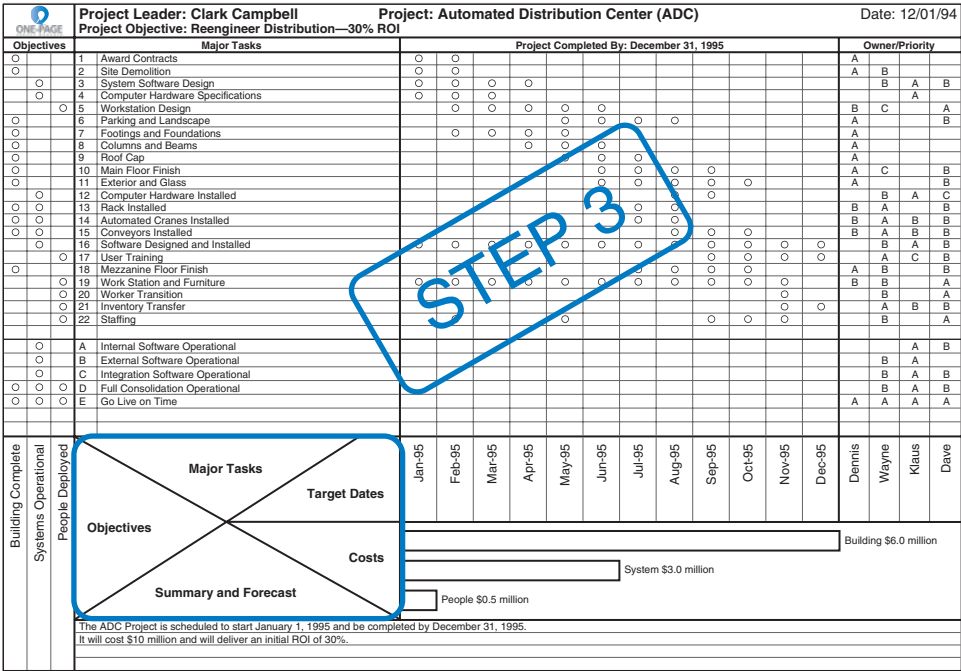 ONE-PAGE
Project Leader: Clark Campbell Project: Automated Distribution Center (ADC) Date: 12/01/94
Project Objective: Reengineer Distribution—30% ROI
Objectives Major Tasks Project Completed By: December 31, 1995 Owner/Priority
1 Award Contracts A
2 Site Demolition A B
3 System Software Design B A B
4 Computer Hardware Specifications A
5 Workstation Design B C A
6 Parking and Landscape A B
7 Footings and Foundations A
8 Columns and Beams A
9 Roof Cap A
10 Main Floor Finish A C B
11 Exterior and Glass A B
12 Computer Hardware Installed B A C
13 Rack Installed B A B
14 Automated Cranes Installed B A B B
15 Conveyors Installed B A B B
16 Software Designed and Installed B A B
17 User Training A C B
18 Mezzanine Floor Finish A B B
19 Work Station and Furniture B B A
20 Worker Transition B A
21 Inventory Transfer A B B
22 Staffing B A
A Internal Software Operational A B
B External Software Operational B A
C Integration Software Operational B A B
D Full Consolidation Operational B A B
E Go Live on Time A A A A
STEP 3
Building Complete
Systems Operational
People Deployed
Major Tasks
Target Dates
Objectives
Costs
Summary and Forecast
Jan-95
Feb-95
Mar-95
Apr-95
May-95
Jun-95
Jul-95
Aug-95
Sep-95
Oct-95
Nov-95
Dec-95
Dennis
Wayne
Klaus
Dave
Building $6.0 million
System $3.0 million
People $0.5 million
The ADC Project is scheduled to start January 1, 1995 and be completed by December 31, 1995.
It will cost $10 million and will deliver an initial ROI of 30%.